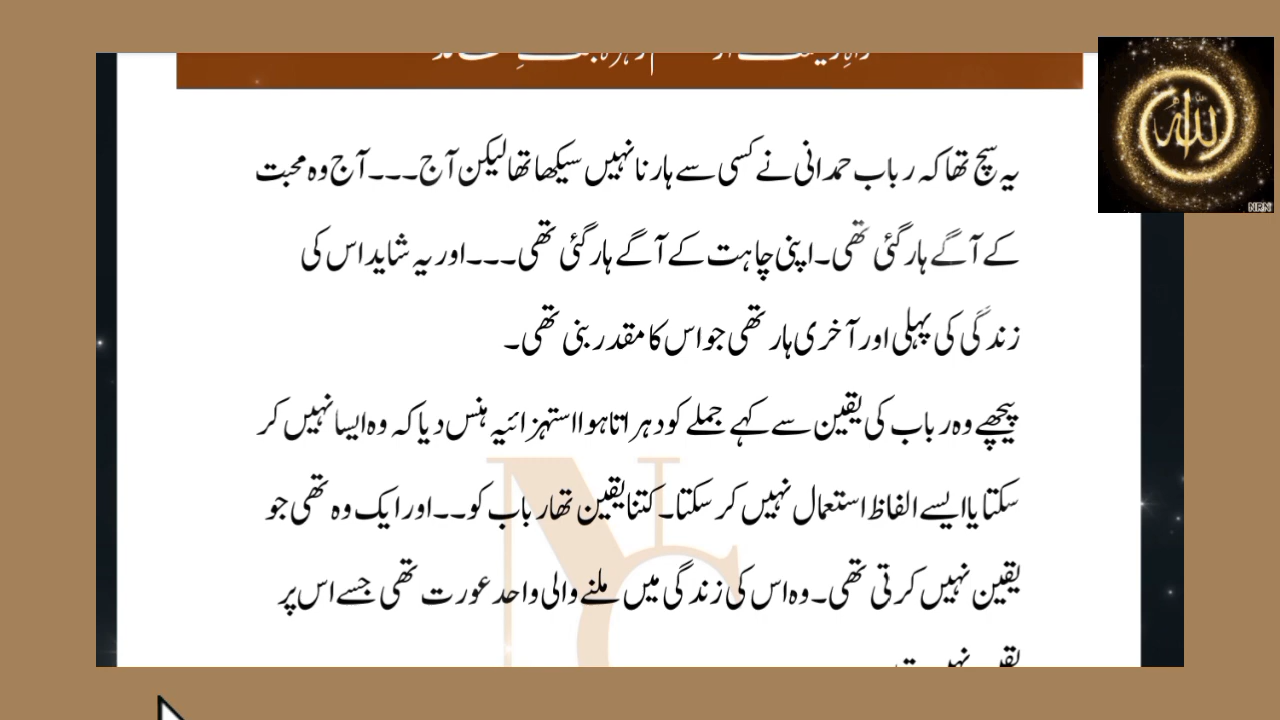 یہ سچ تھا کہ رباب حمدانی نے کسی سے ہارنا نہیں سیکھا تھا لیکن آج۔۔۔ آج وہ محبت
کے آگے ہار گئی تھی۔ اپنی چاہت کے آگے ہار گئی تھی۔۔۔ اور یہ شاید اس کی
زندگی کی پہلی اور آخری ہار تھی جو اس کا مقدر بنی تھی۔
پیچھے وہ رباب کی یقین سے کہے جملے کو دہراتا ہوا استہزائیہ ہنس دیا کہ وہ ایسا نہیں کر
سکتا یا ایسے الفاظ استعمال نہیں کر سکتا۔ کتنا یقین تھا رباب کو۔۔ اور ایک وہ تھی جو
یقین نہیں کرتی تھی۔ وہ اس کی زندگی میں ملنے والی واحد عورت تھی جسے اس پر
اللہ
NRN
NC